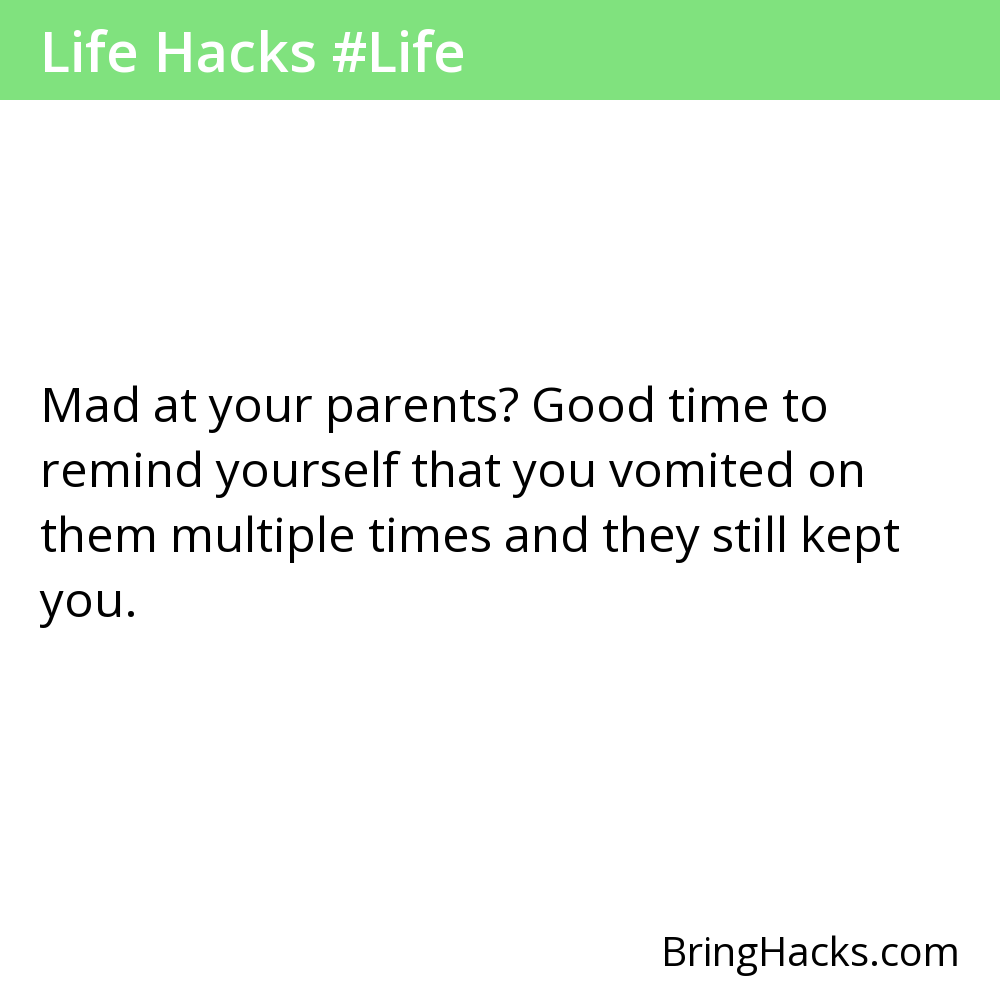 Life Hacks #Life
Mad at your parents? Good time to
remind yourself that you vomited on
them multiple times and they still kept
you.
BringHacks.com